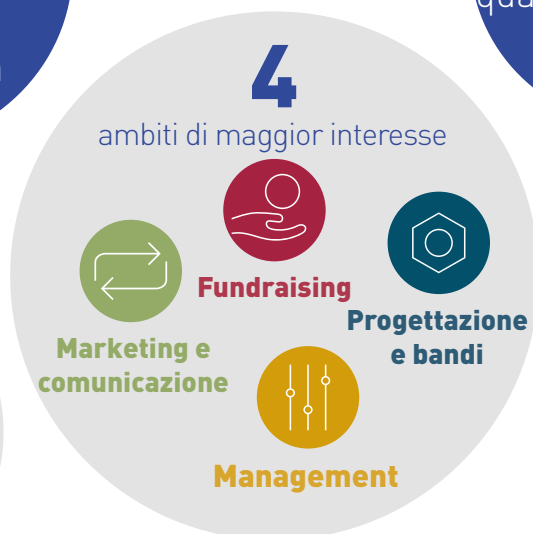 4
ambiti di maggior interesse
Fundraising
Progettazione
e bandi
Marketing e
comunicazione
Management